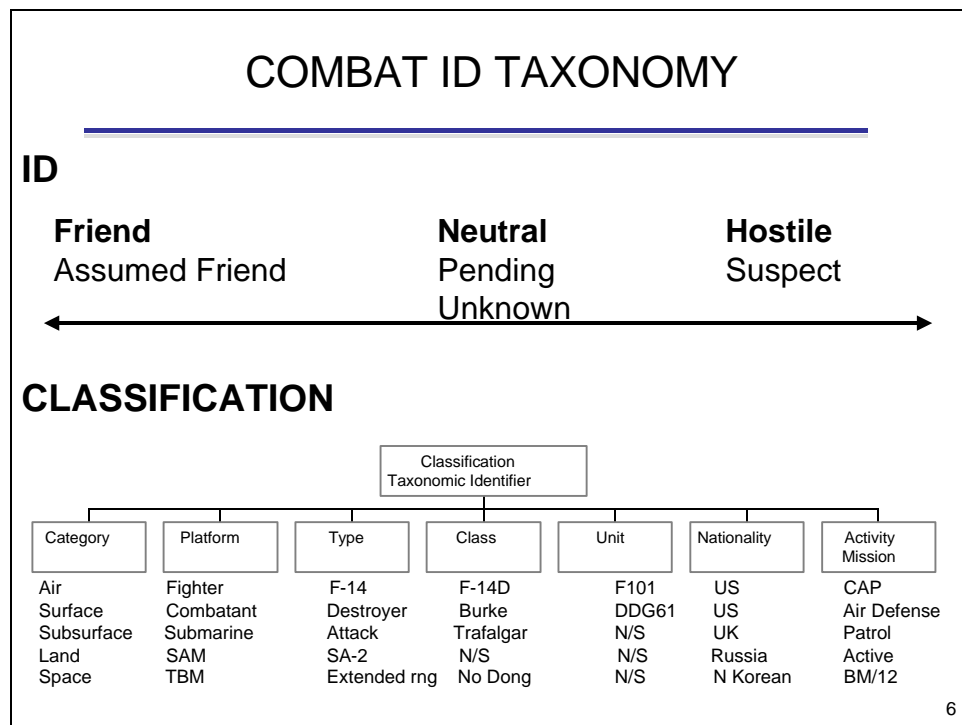 COMBAT ID TAXONOMY
ID
Friend Neutral Hostile
Assumed Friend Pending Suspect
Unknown
CLASSIFICATION
Classification
Taxonomic Identifier
Category Platform Type Class Unit Nationality Activity
Mission
Air Fighter F-14 F-14D F101 US CAP
Surface Combatant Destroyer Burke DDG61 US Air Defense
Subsurface Submarine Attack Trafalgar N/S UK Patrol
Land SAM SA-2 N/S N/S Russia Active
Space TBM Extended rng No Dong N/S N Korean BM/12
6